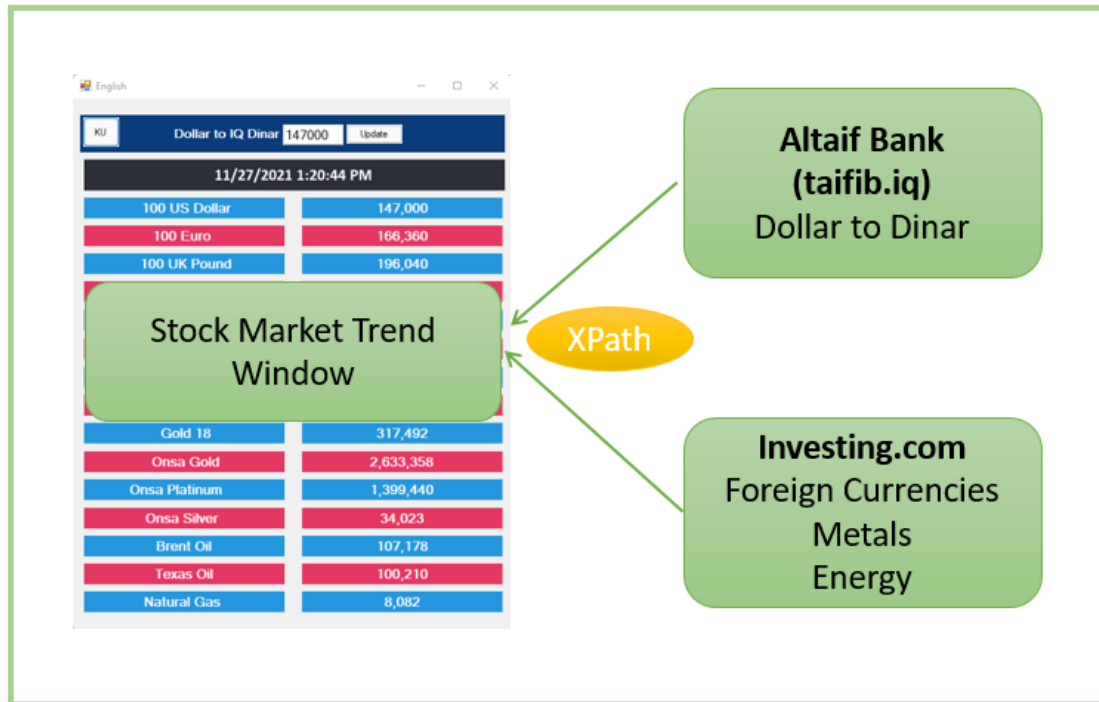 English
KU Dollar to IQ Dinar 147000 Update
11/27/2021 1:20:44 PM
100 US Dollar 147,000
100 Euro 166,360
100 UK Pound 196,040
Stock Market Trend
Window
Gold 18 317,492
Onsa Gold 2,633,358
Onsa Platinum 1,399,440
Onsa Silver 34,023
Brent Oil 107,178
Texas Oil 100,210
Natural Gas 8,082
XPath
Altaif Bank
(taifib.iq)
Dollar to Dinar
Investing.com
Foreign Currencies
Metals
Energy